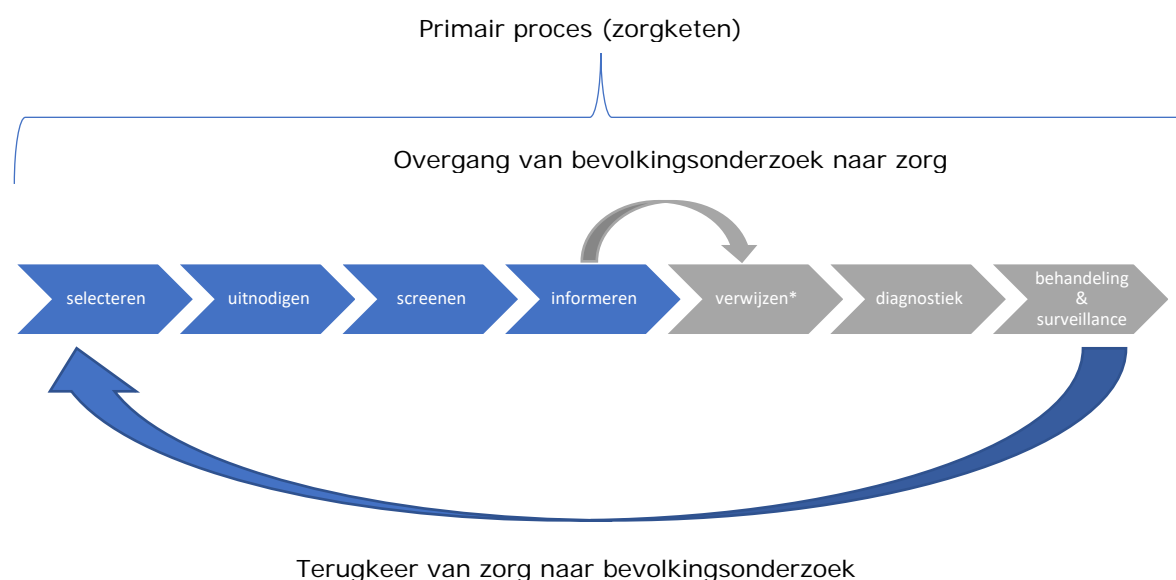 Primair proces (zorgketen)
Overgang van bevolkingsonderzoek naar zorg
selecteren
uitnodigen
screenen
informeren
verwijzen*
diagnostiek
behandeling
&
surveillance
Terugkeer van zorg naar bevolkingsonderzoek